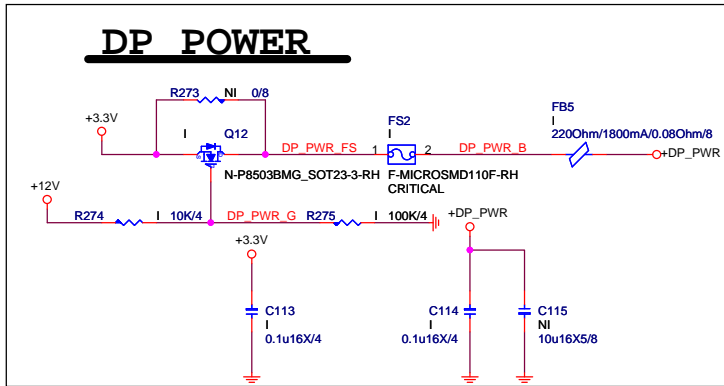 DP POWER
R273 NI 0/8
+3.3V
I Q12
DP_PWR_FS
N-P8503BMG_SOT23-3-RH
FS2
I
1 2
F-MICROSMD110F-RH
CRITICAL
DP_PWR_B
FB5
I
220Ohm/1800mA/0.08Ohm/8
+DP_PWR
+12V
R274 I 10K/4
DP_PWR_G
R275 I 100K/4
+3.3V
C113
I
0.1u16X/4
+DP_PWR
C114
I
0.1u16X/4
C115
NI
10u16X5/8